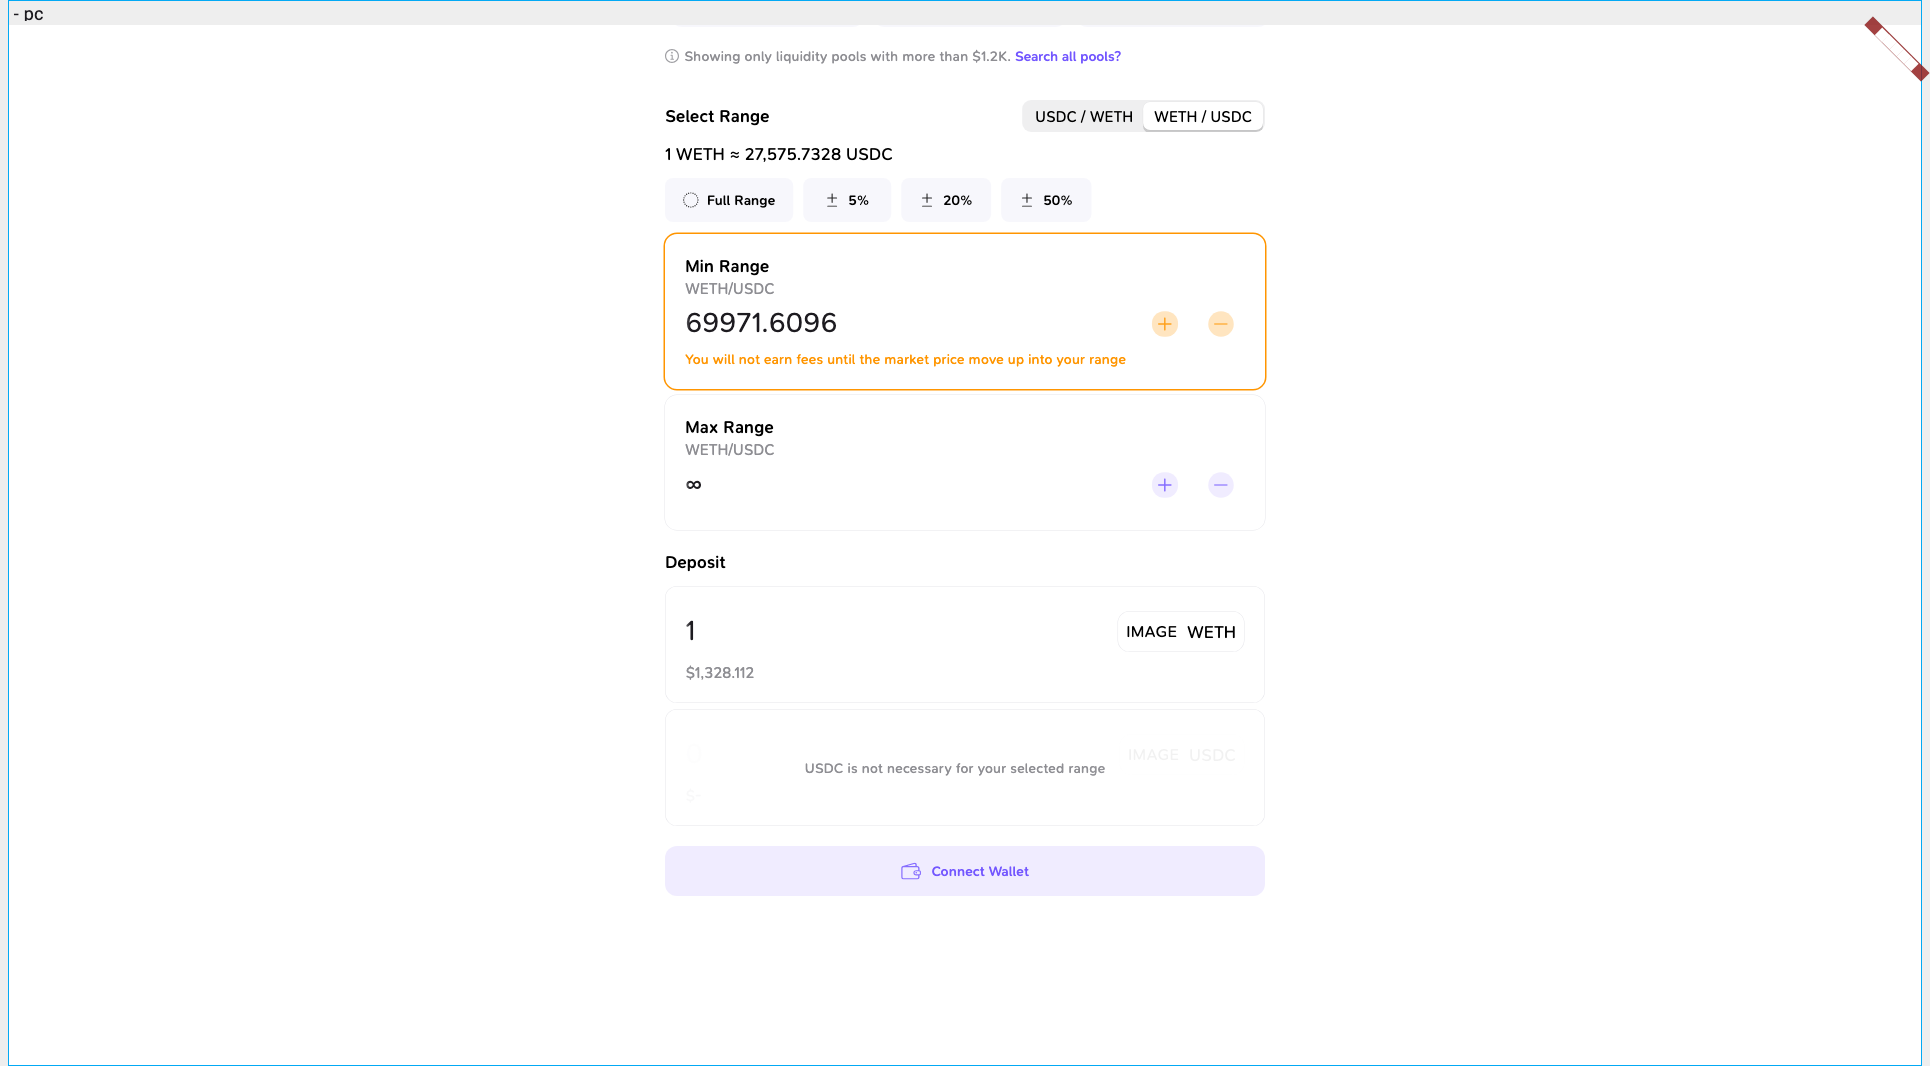 - pc
Showing only liquidity pools with more than $1.2K. Search all pools?
Select Range
USDC / WETH
WETH / USDC
1 WETH ≈ 27,575.7328 USDC
Full Range
± 5%
± 20%
± 50%
Min Range
WETH/USDC
69971.6096
You will not earn fees until the market price move up into your range
Max Range
WETH/USDC
∞
Deposit
1
IMAGE WETH
$1,328.112
0
IMAGE USDC
USDC is not necessary for your selected range
$-
Connect Wallet